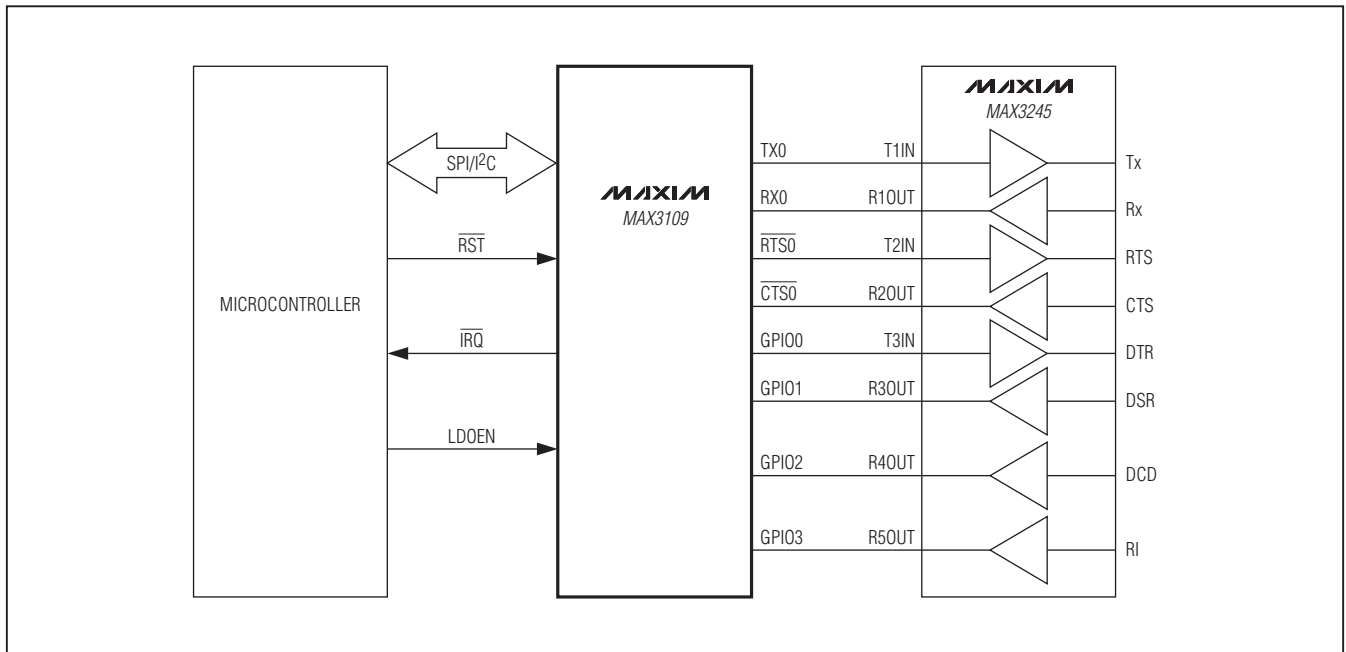 MAXIM
MAX3245
TX0 T1IN Tx
SPI/I²C
MAXIM
MAX3109
RX0 R1OUT Rx
RST RTS0 T2IN RTS
MICROCONTROLLER
CTS0 R2OUT CTS
IRQ GPIO0 T3IN DTR
GPIO1 R3OUT DSR
LDOEN
GPIO2 R4OUT DCD
GPIO3 R5OUT RI